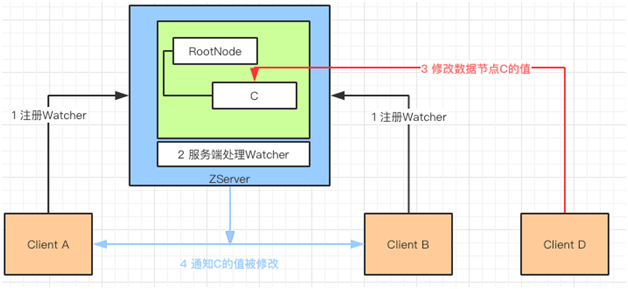 RootNode
C
3 修改数据节点C的值
1 注册Watcher
1 注册Watcher
2 服务端处理Watcher
ZServer
Client A
Client B
Client D
4 通知C的值被修改